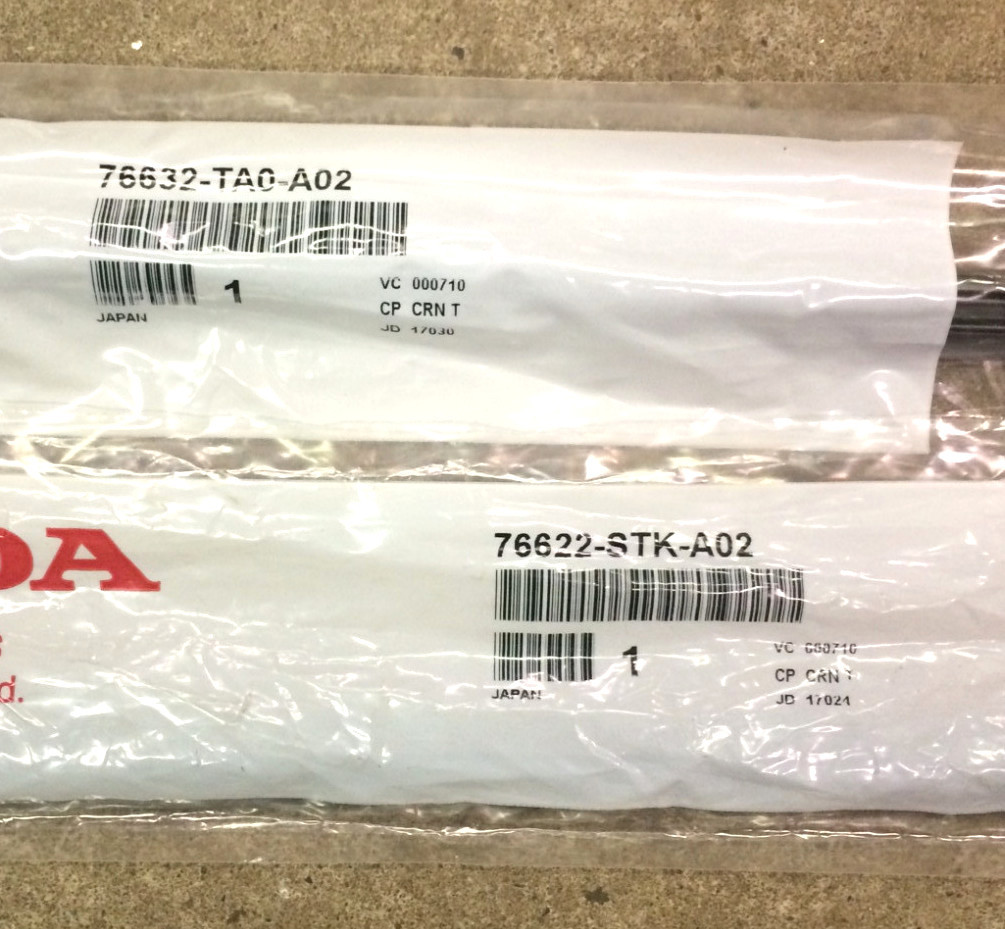 76632-TA0-A02
1
JAPAN
VC 000710
CP CRN T
JD 17030
DA
76622-STK-A02
1
JAPAN
VC 000710
CP CRN T
JD 17024
d.